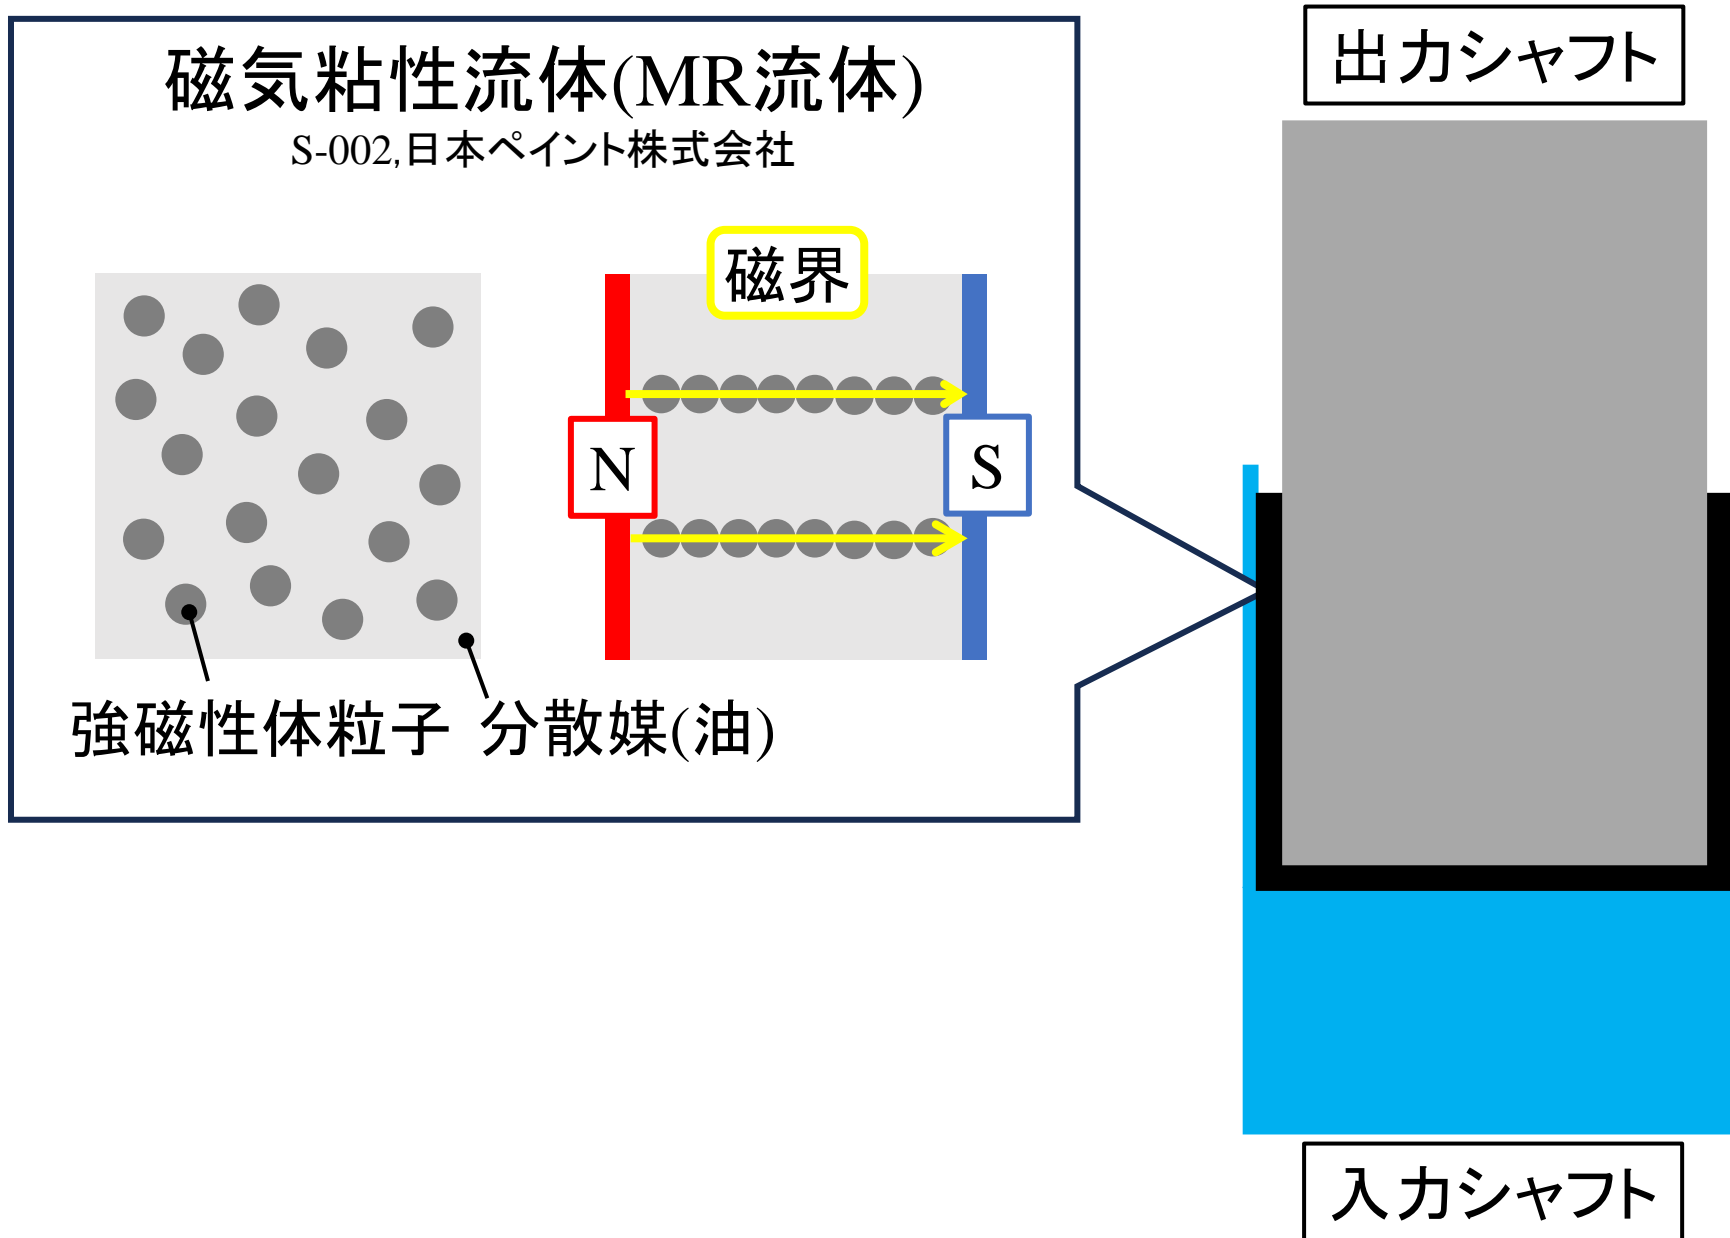 磁気粘性流体(MR流体)
S-002,日本ペイント株式会社
磁界
N
S
強磁性体粒子
分散媒(油)
出力シャフト
入力シャフト